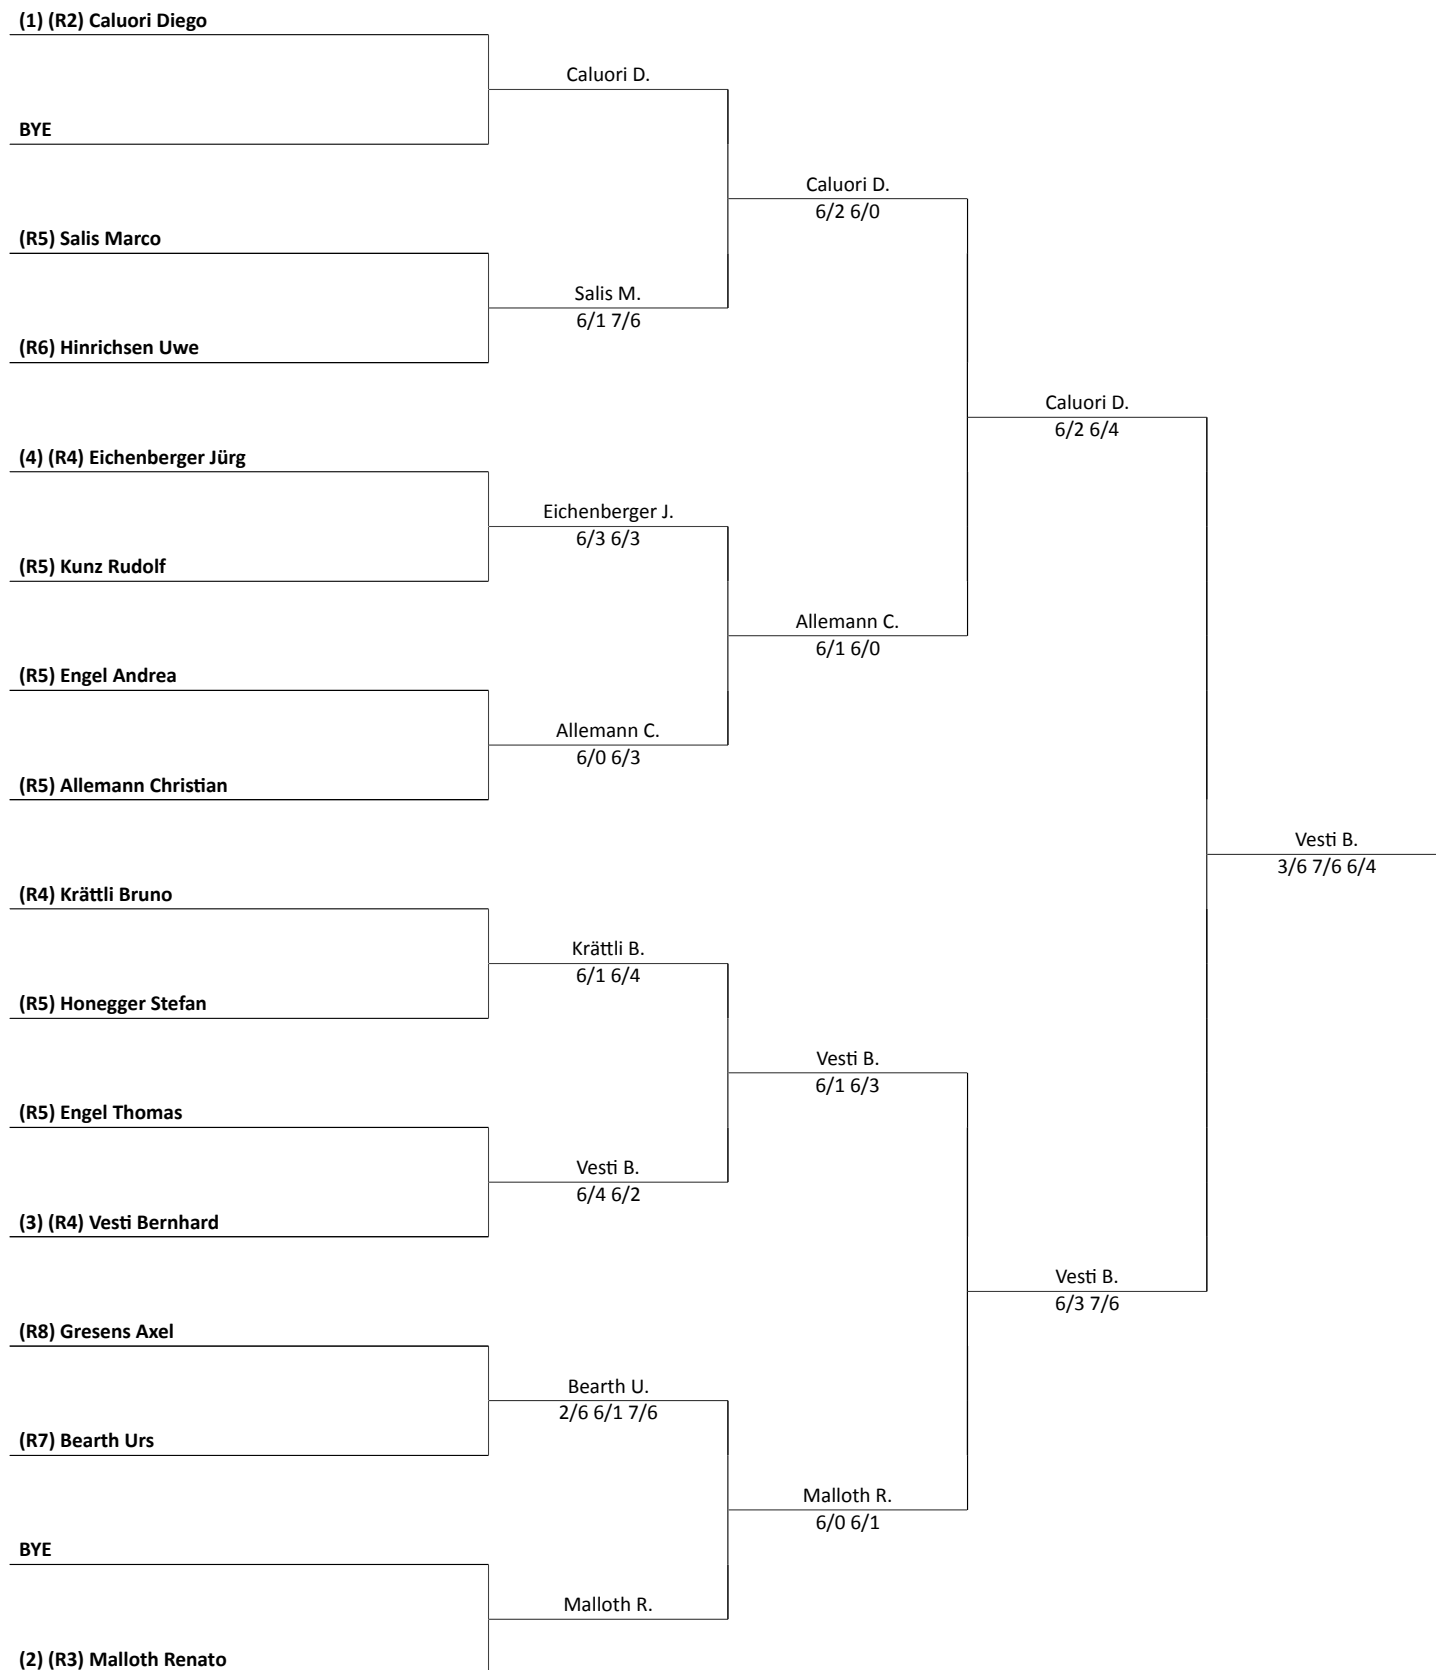 (1) (R2) Caluori Diego
Caluori D.
BYE
Caluori D.
6/2 6/0
(R5) Salis Marco
Salis M.
6/1 7/6
(R6) Hinrichsen Uwe
Caluori D.
6/2 6/4
(4) (R4) Eichenberger Jürg
Eichenberger J.
6/3 6/3
(R5) Kunz Rudolf
Allemann C.
6/1 6/0
(R5) Engel Andrea
Allemann C.
6/0 6/3
(R5) Allemann Christian
Vesti B.
3/6 7/6 6/4
(R4) Krättli Bruno
Krättli B.
6/1 6/4
(R5) Honegger Stefan
Vesti B.
6/1 6/3
(R5) Engel Thomas
Vesti B.
6/4 6/2
(3) (R4) Vesti Bernhard
Vesti B.
6/3 7/6
(R8) Gresens Axel
Bearth U.
2/6 6/1 7/6
(R7) Bearth Urs
Malloth R.
6/0 6/1
BYE
Malloth R.
(2) (R3) Malloth Renato